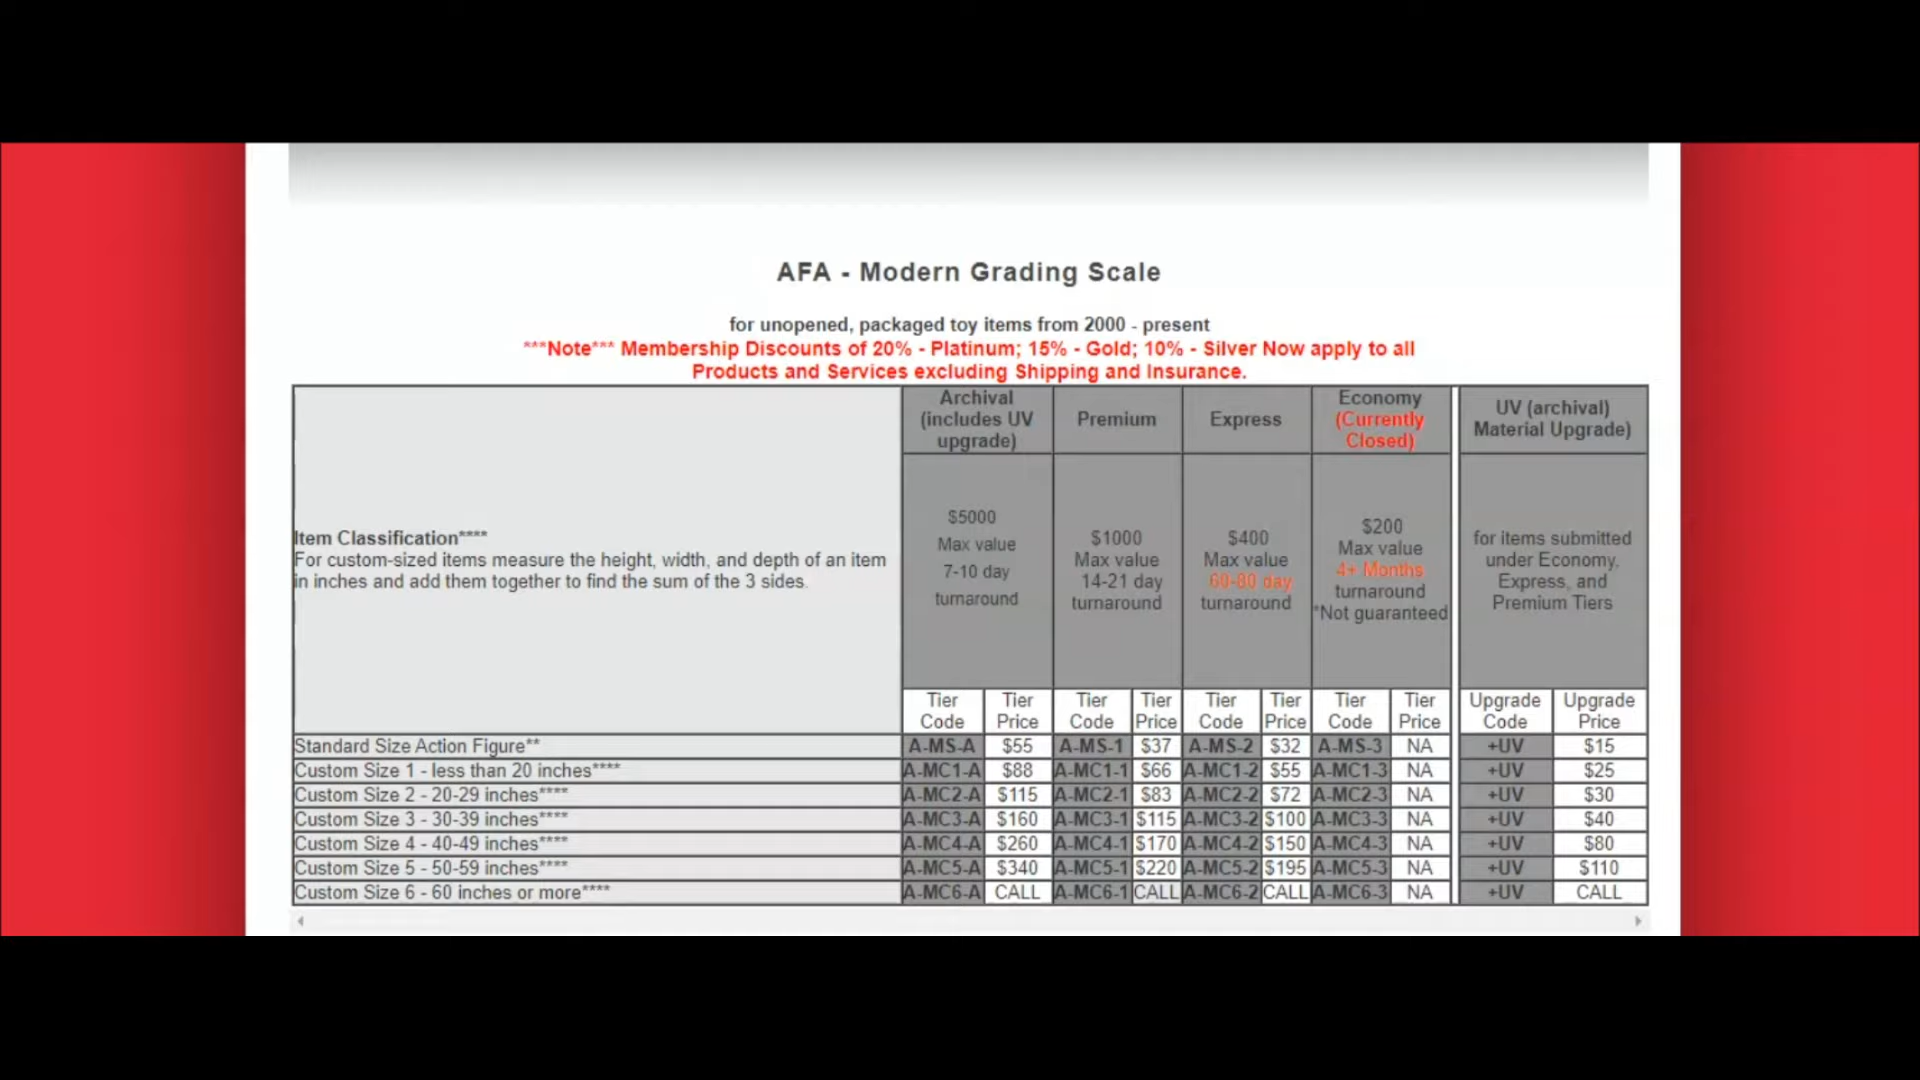 AFA - Modern Grading Scale
for unopened, packaged toy items from 2000 - present
***Note*** Membership Discounts of 20% - Platinum; 15% - Gold; 10% - Silver Now apply to all
Products and Services excluding Shipping and Insurance.
Item Classification****
For custom-sized items measure the height, width, and depth of an item
in inches and add them together to find the sum of the 3 sides.
Archival
(includes UV
upgrade)
Premium
Express
Economy
(Currently
Closed)
UV (archival)
Material Upgrade)
$5000
Max value
7-10 day
turnaround
$1000
Max value
14-21 day
turnaround
$400
Max value
60-80 day
turnaround
$200
Max value
4+ Months
turnaround
*Not guaranteed
for items submitted
under Economy,
Express, and
Premium Tiers
Tier Code Tier Price Tier Code Tier Price Tier Code Tier Price Tier Code Tier Price Upgrade Code Upgrade Price
Standard Size Action Figure** A-MS-A $55 A-MS-1 $37 A-MS-2 $32 A-MS-3 NA +UV $15
Custom Size 1 - less than 20 inches**** A-MC1-A $88 A-MC1-1 $66 A-MC1-2 $55 A-MC1-3 NA +UV $25
Custom Size 2 - 20-29 inches**** A-MC2-A $115 A-MC2-1 $83 A-MC2-2 $72 A-MC2-3 NA +UV $30
Custom Size 3 - 30-39 inches**** A-MC3-A $160 A-MC3-1 $115 A-MC3-2 $100 A-MC3-3 NA +UV $40
Custom Size 4 - 40-49 inches**** A-MC4-A $260 A-MC4-1 $170 A-MC4-2 $150 A-MC4-3 NA +UV $80
Custom Size 5 - 50-59 inches**** A-MC5-A $340 A-MC5-1 $220 A-MC5-2 $195 A-MC5-3 NA +UV $110
Custom Size 6 - 60 inches or more**** A-MC6-A CALL A-MC6-1 CALL A-MC6-2 CALL A-MC6-3 NA +UV CALL